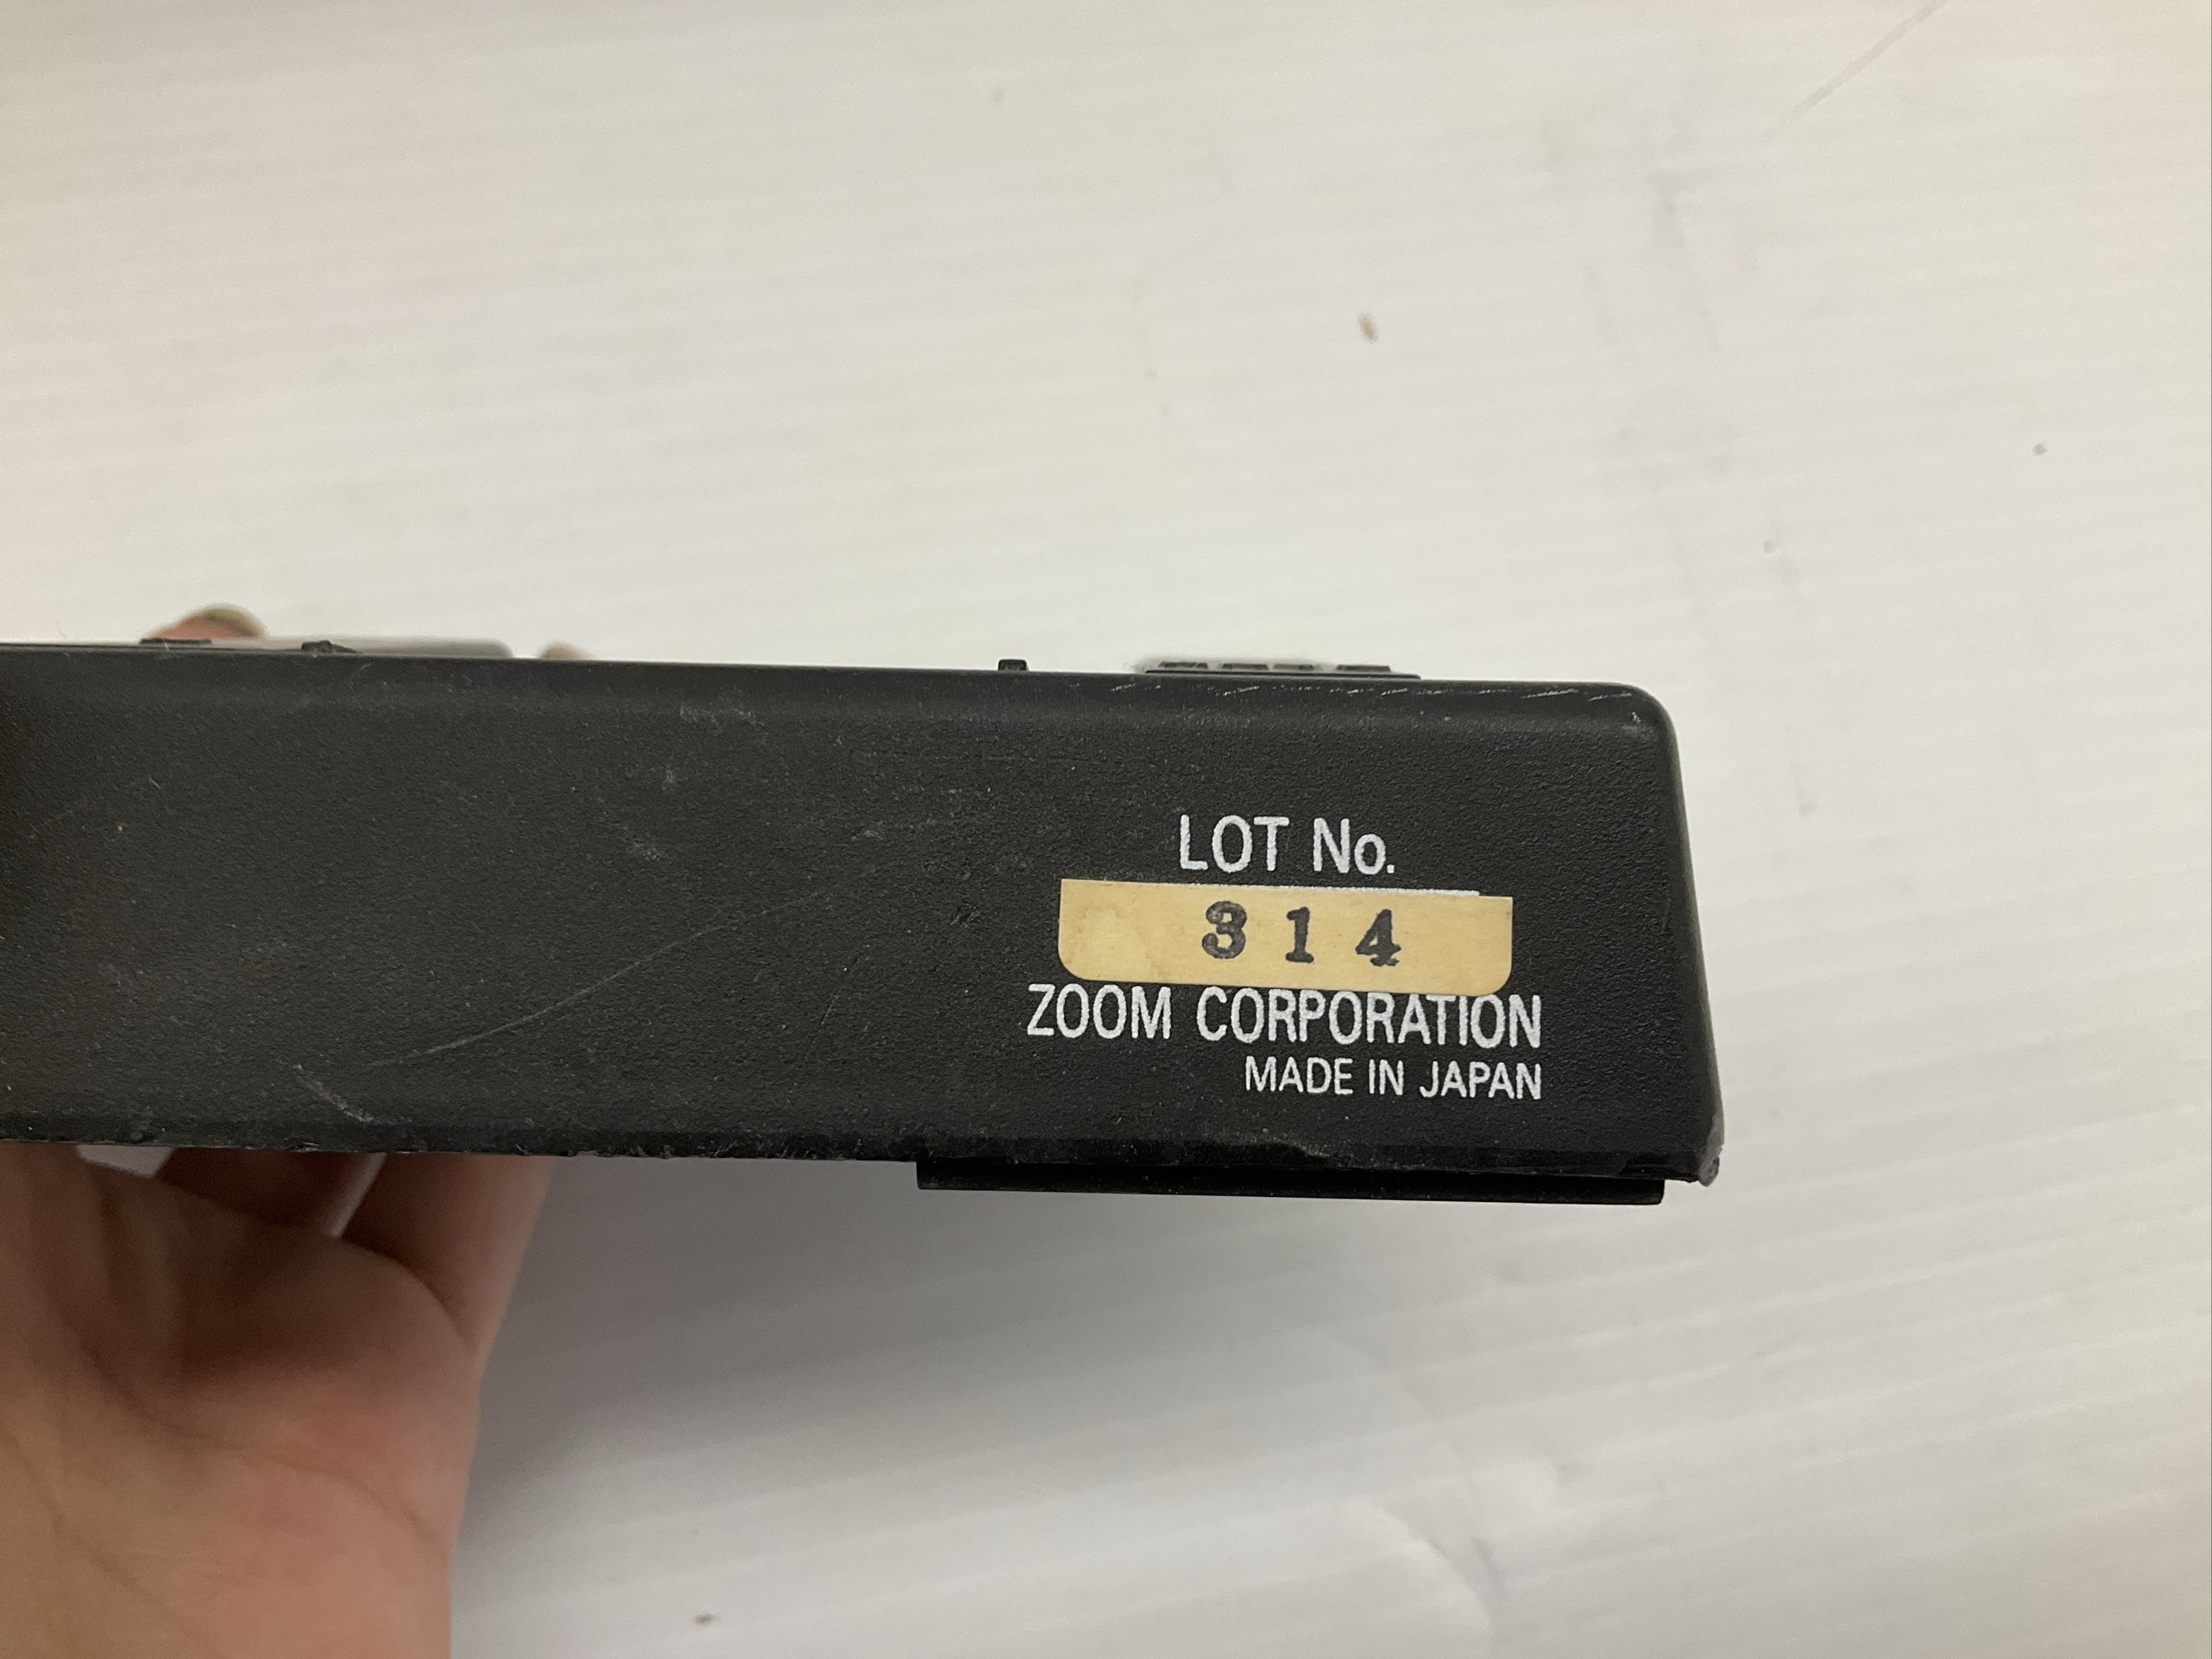 LOT No.
314
ZOOM CORPORATION
MADE IN JAPAN